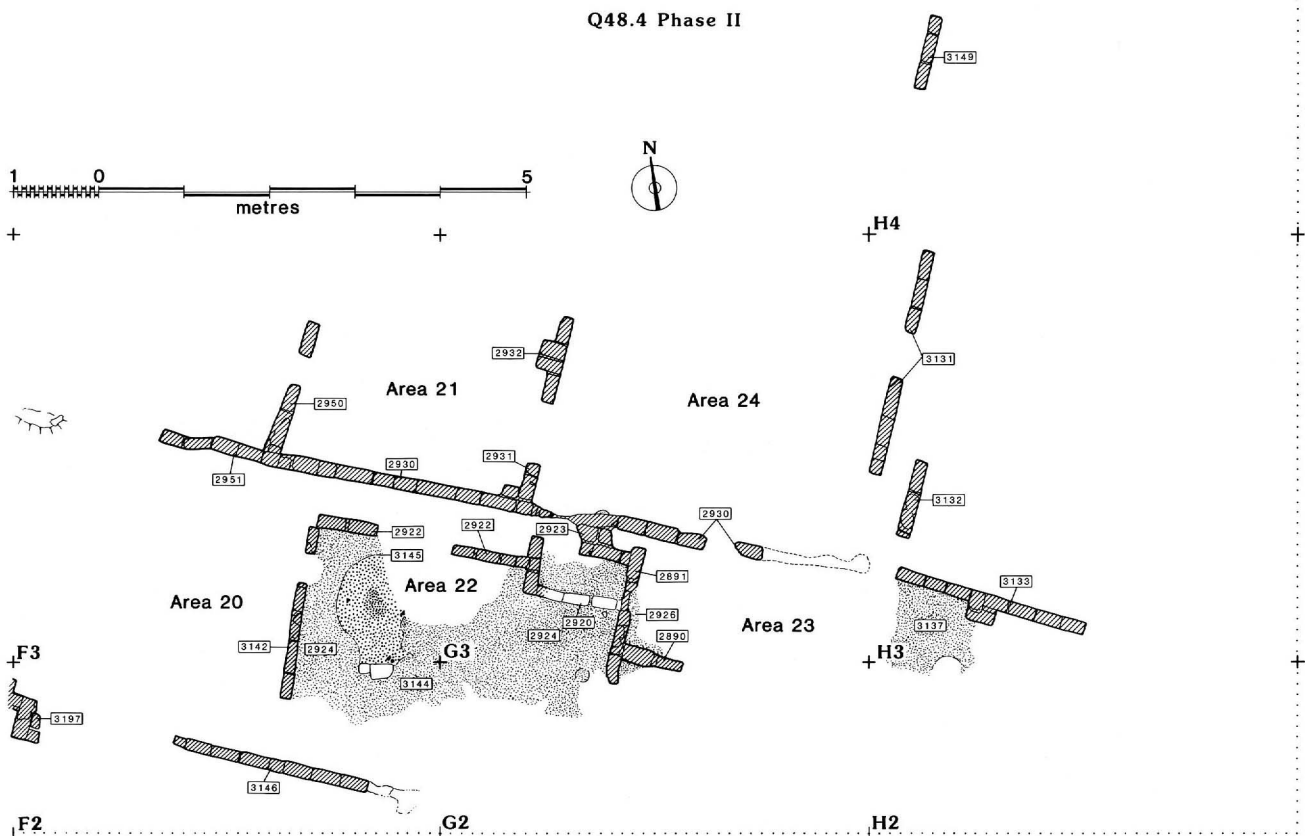 Q48.4 Phase II
3149
N
1 0 5
metres
H4
3131
2932
Area 21
Area 24
2950
2931
2951
2930
3132
2922
2922
2923
2930
3145
2891
3133
Area 22
Area 20
2926
Area 23
3137
2920
2924
3142
2924
2890
F3
G3
H3
3144
3197
3146
F2
G2
H2